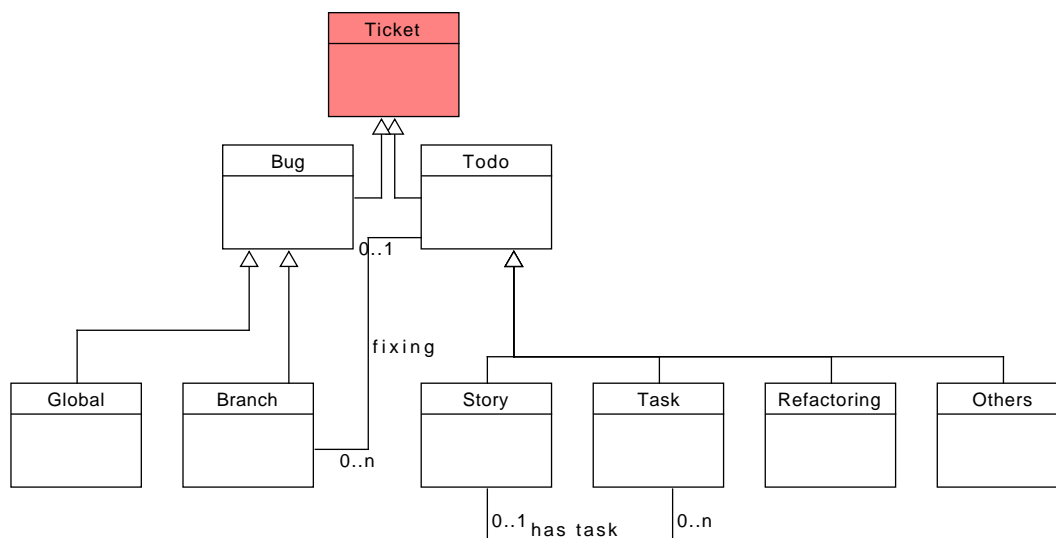 Ticket
Bug
Todo
0..1
fixing
Global
Branch
Story
Task
Refactoring
Others
0..n
0..1
has task
0..n